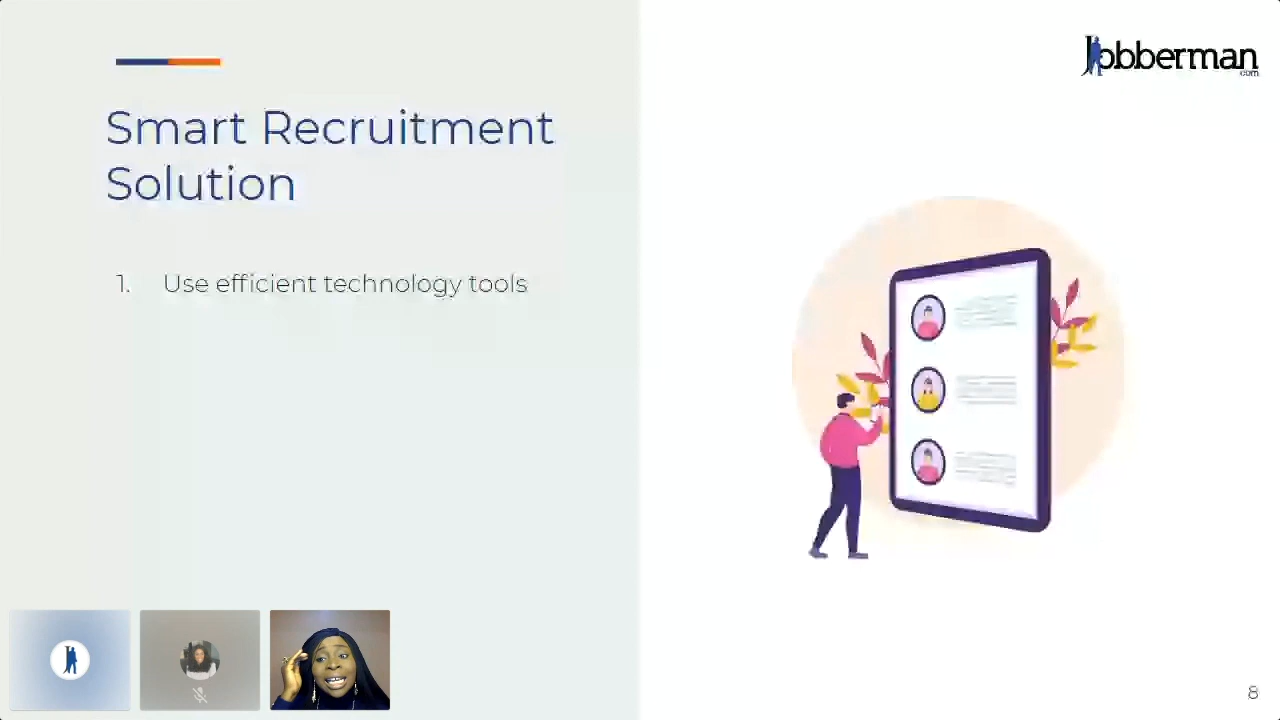 Jobberman
.com
Smart Recruitment
Solution
1. Use efficient technology tools
8